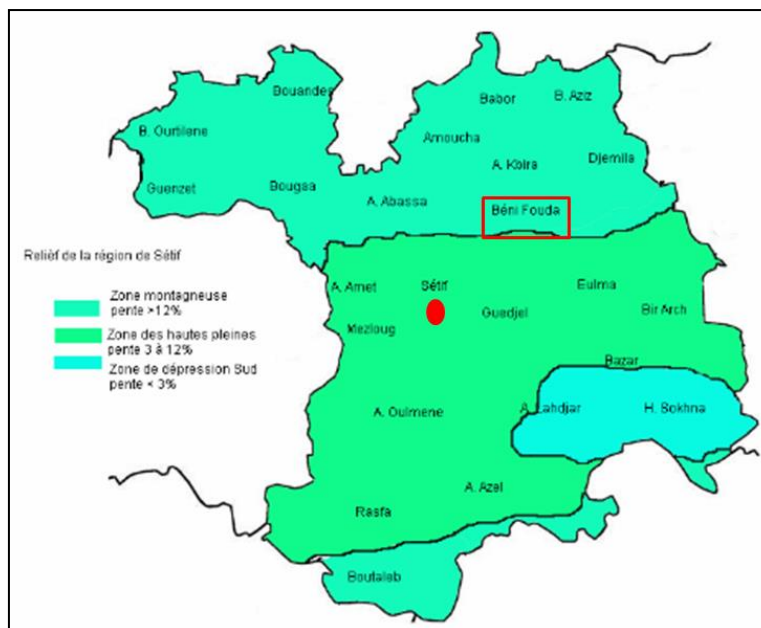 Bouandes
Babor
B. Aziz
B. Ourtilene
Amoucha
A. Kbira
Djemila
Guenzet
Bougaa
A. Abassa
Béni Fouda
Relièf de la région de Sétif
Zone montagneuse
pente >12%
Zone des hautes pleines
pente 3 à 12%
Zone de dépression Sud
pente < 3%
A. Arnet
Sétif
Eulma
Guedjel
Bir Arch
Mezloug
Bazar
A. Oulmene
A. Lahdjar
H. Sokhna
A. Azel
Rasfa
Boutaleb